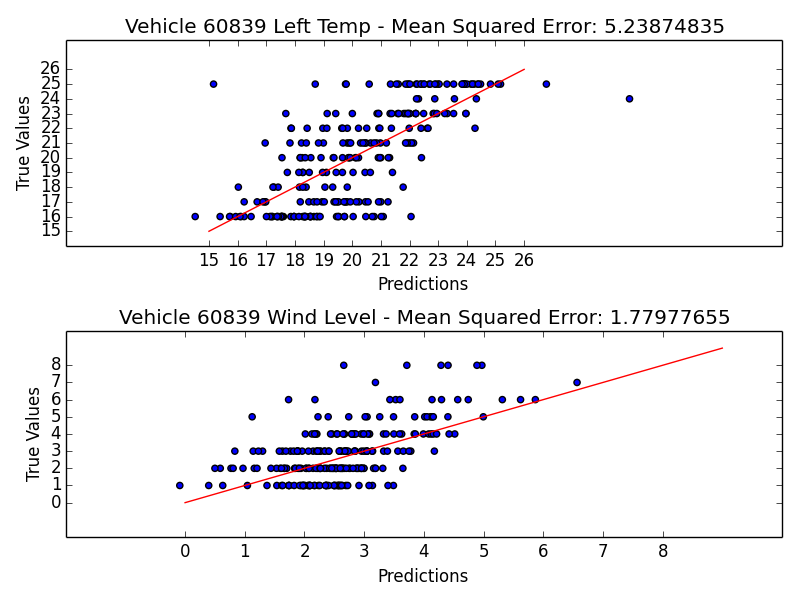 Vehicle 60839 Left Temp - Mean Squared Error: 5.23874835
True Values
26
25
24
23
22
21
20
19
18
17
16
15
15 16 17 18 19 20 21 22 23 24 25 26
Predictions
Vehicle 60839 Wind Level - Mean Squared Error: 1.77977655
True Values
8
7
6
5
4
3
2
1
0
0 1 2 3 4 5 6 7 8
Predictions